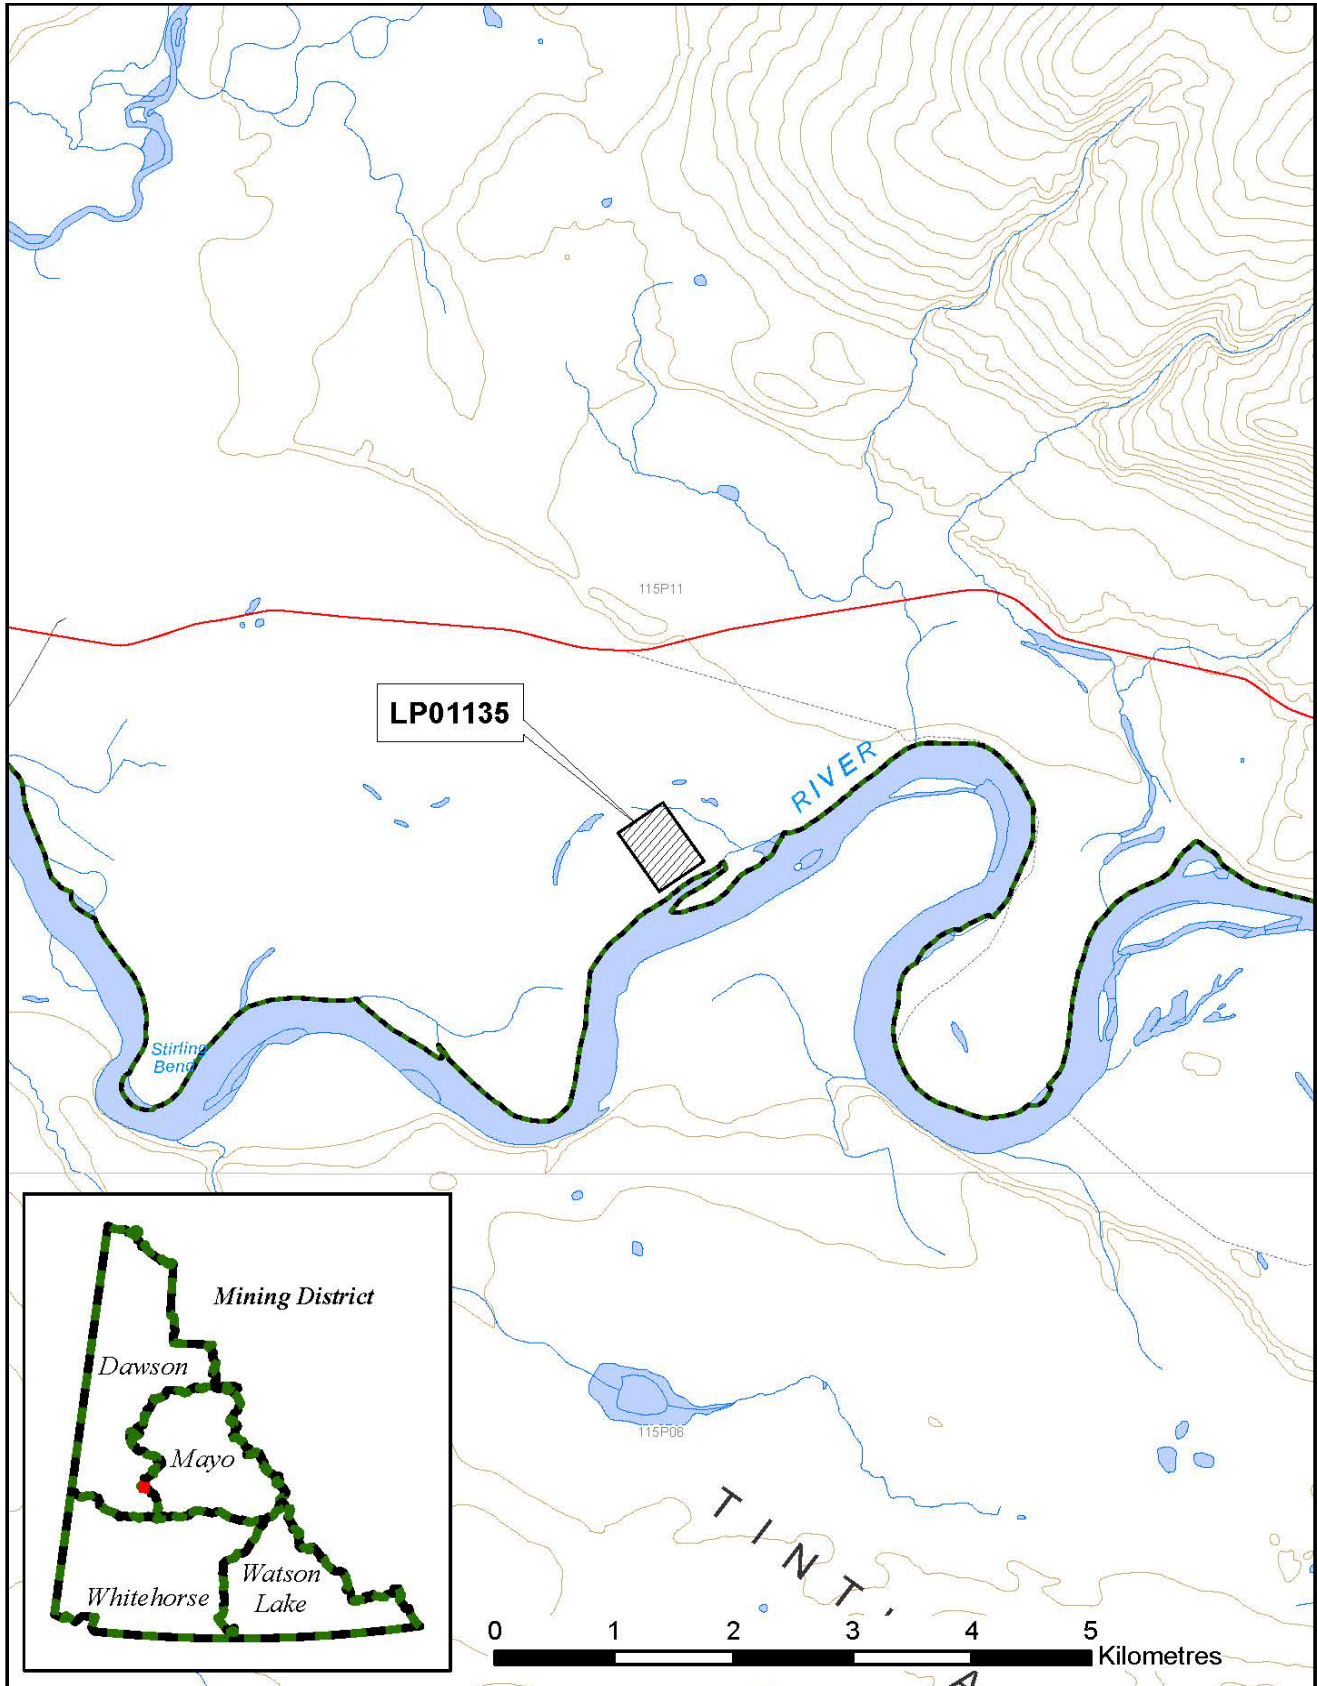 115P11
LP01135
RIVER
Stirling
Bend
Mining District
Dawson
Mayo
Whitehorse
Watson
Lake
115P06
TINT'
A
0 1 2 3 4 5
Kilometres